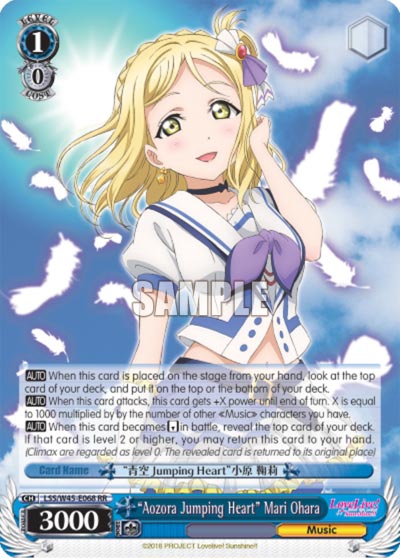 LEVEL
1
0
COST
SAMPLE
AUTO When this card is placed on the stage from your hand, look at the top
card of your deck, and put it on the top or the bottom of your deck.
AUTO When this card attacks, this card gets +X power until end of turn. X is equal
to 1000 multiplied by by the number of other «Music» characters you have.
AUTO When this card becomes in battle, reveal the top card of your deck.
If that card is level 2 or higher, you may return this card to your hand.
(Climax are regarded as level 0. The revealed card is returned to its original place)
Card Name
"青空 Jumping Heart"小原 鞠莉
CH
LSS/W45-E068 RR
POWER
3000
"Aozora Jumping Heart" Mari Ohara
LoveLive!
Sunshine!!
Music
©2016 PROJECT Lovelive! Sunshine!!